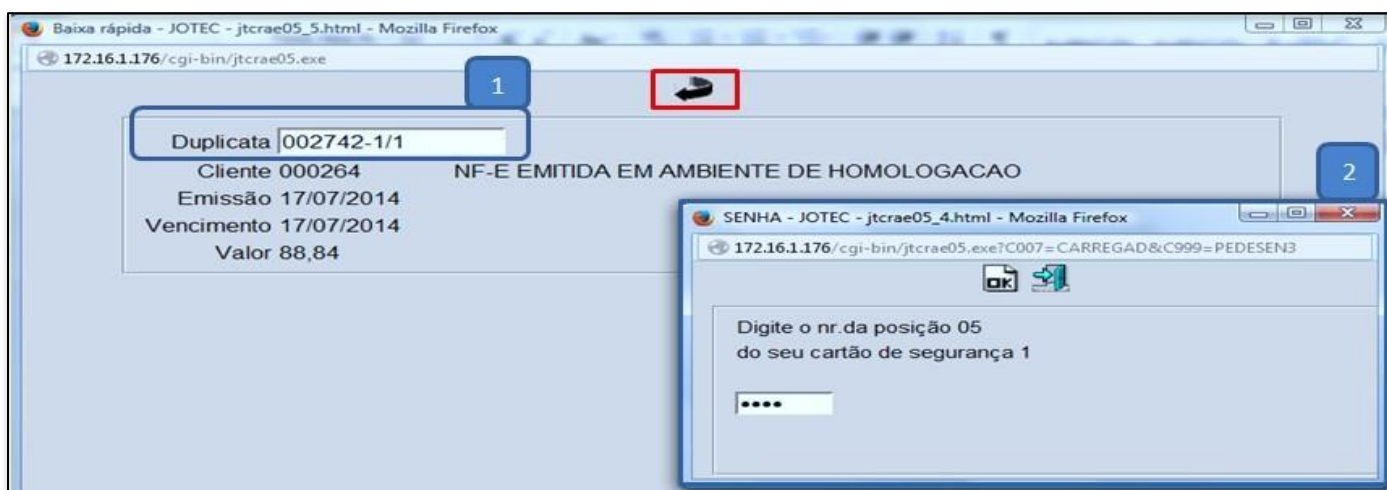 Baixa rápida - JOTEC - jtcrae05_5.html - Mozilla Firefox
172.16.1.176/cgi-bin/jtcrae05.exe
1
Duplicata 002742-1/1
Cliente 000264 NF-E EMITIDA EM AMBIENTE DE HOMOLOGACAO
Emissão 17/07/2014
Vencimento 17/07/2014
Valor 88,84
2
SENHA - JOTEC - jtcrae05_4.html - Mozilla Firefox
172.16.1.176/cgi-bin/jtcrae05.exe?C007=CARREGAD&C999=PEDESEN3
OK
Digite o nr.da posição 05
do seu cartão de segurança 1
••••